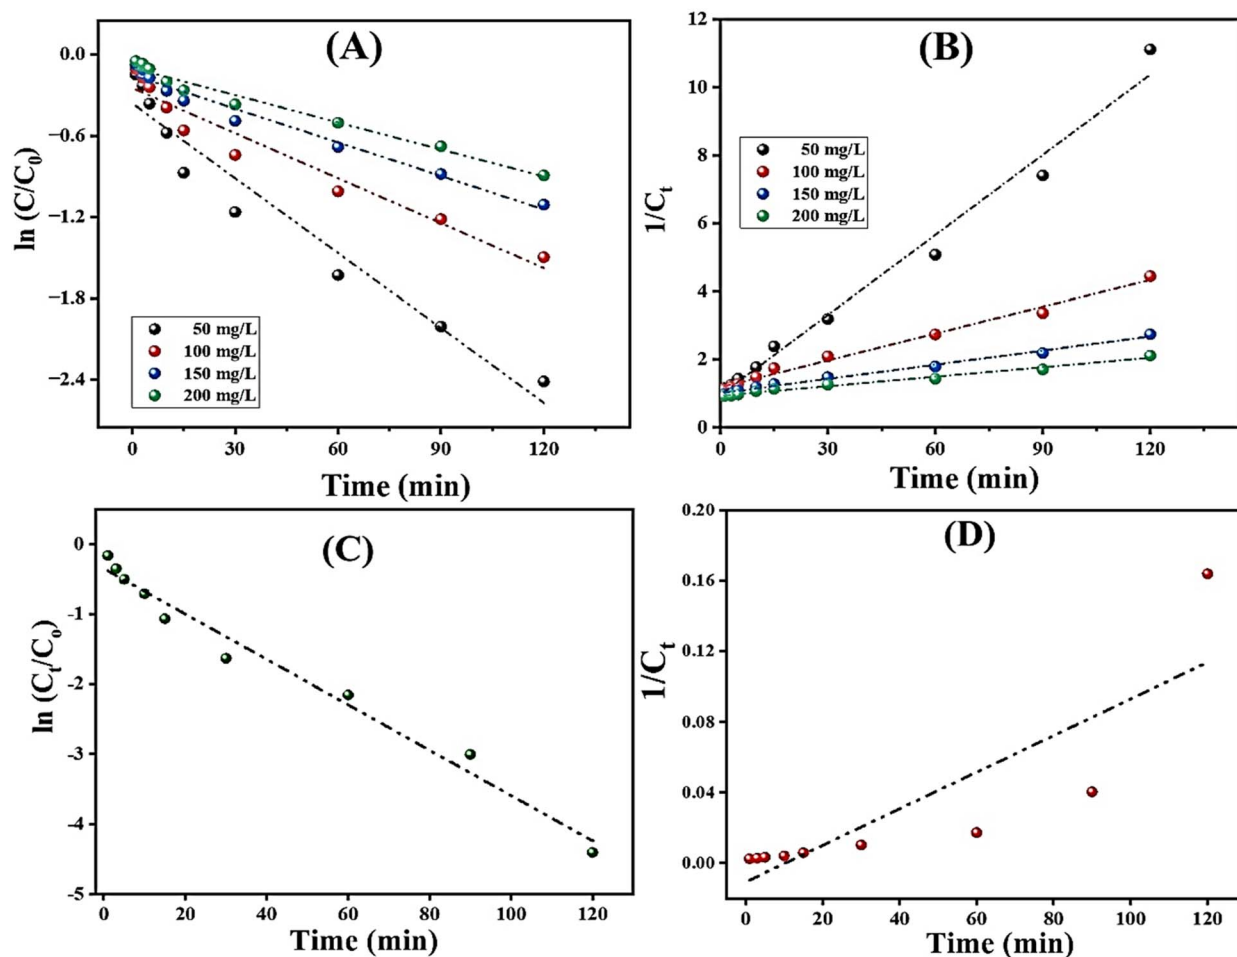 (A)
ln (C/C₀)
0.0
−0.6
−1.2
−1.8
−2.4
50 mg/L
100 mg/L
150 mg/L
200 mg/L
0 30 60 90 120
Time (min)
(B)
1/Cₜ
12
10
8
6
4
2
0
50 mg/L
100 mg/L
150 mg/L
200 mg/L
0 30 60 90 120
Time (min)
(C)
ln (Cₜ/Cₒ)
0
-1
-2
-3
-4
-5
0 20 40 60 80 100 120
Time (min)
(D)
1/Cₜ
0.20
0.16
0.12
0.08
0.04
0.00
0 20 40 60 80 100 120
Time (min)